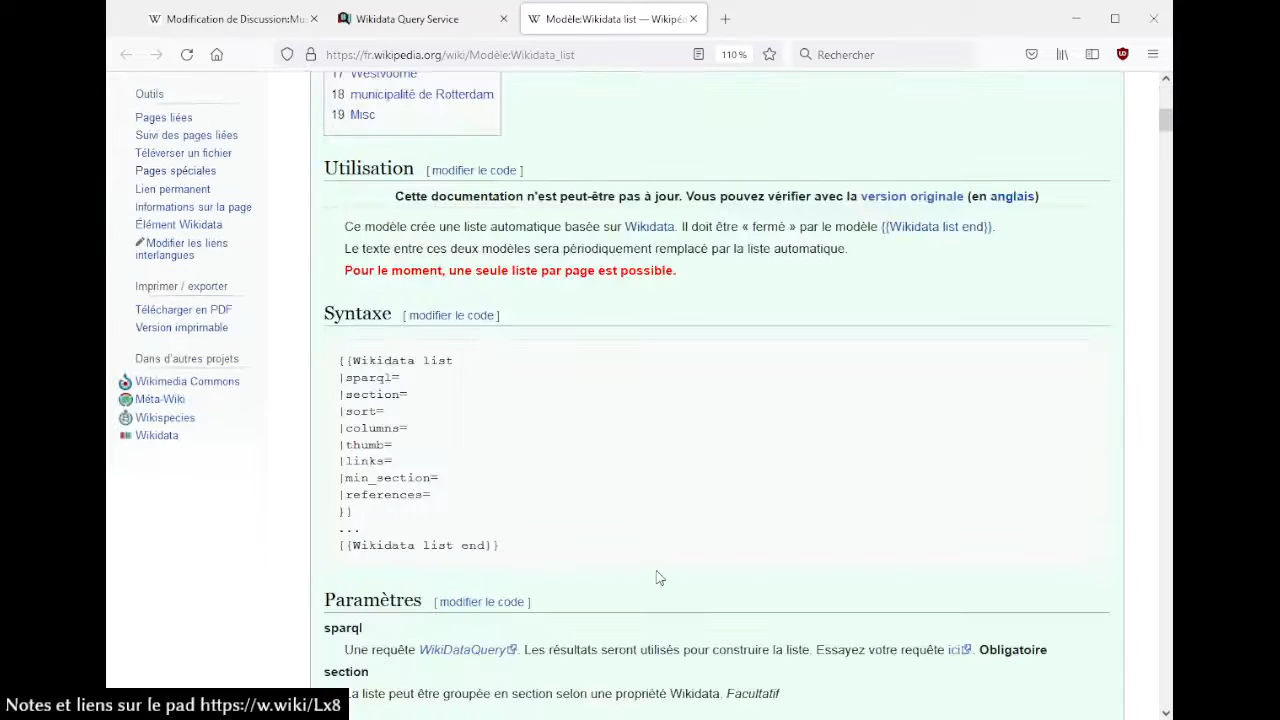 Modification de Discussion:Mus
Wikidata Query Service
Modèle:Wikidata list — Wikipéd
https://fr.wikipedia.org/wiki/Modèle:Wikidata_list
110 %
Rechercher
Outils
Pages liées
Suivi des pages liées
Téléverser un fichier
Pages spéciales
Lien permanent
Informations sur la page
Élément Wikidata
Modifier les liens
interlangues
Imprimer / exporter
Télécharger en PDF
Version imprimable
Dans d'autres projets
Wikimedia Commons
Méta-Wiki
Wikispecies
Wikidata
17 Westvoorne
18 municipalité de Rotterdam
19 Misc
Utilisation [ modifier le code ]
Cette documentation n'est peut-être pas à jour. Vous pouvez vérifier avec la version originale (en anglais)
Ce modèle crée une liste automatique basée sur Wikidata. Il doit être « fermé » par le modèle {{Wikidata list end}}.
Le texte entre ces deux modèles sera périodiquement remplacé par la liste automatique.
Pour le moment, une seule liste par page est possible.
Syntaxe [ modifier le code ]
{{Wikidata list
|sparql=
|section=
|sort=
|columns=
|thumb=
|links=
|min_section=
|references=
}}
...
{{Wikidata list end}}
Paramètres [ modifier le code ]
sparql
Une requête WikiDataQuery. Les résultats seront utilisés pour construire la liste. Essayez votre requête ici. Obligatoire
section
La liste peut être groupée en section selon une propriété Wikidata. Facultatif
Notes et liens sur le pad https://w.wiki/Lx8